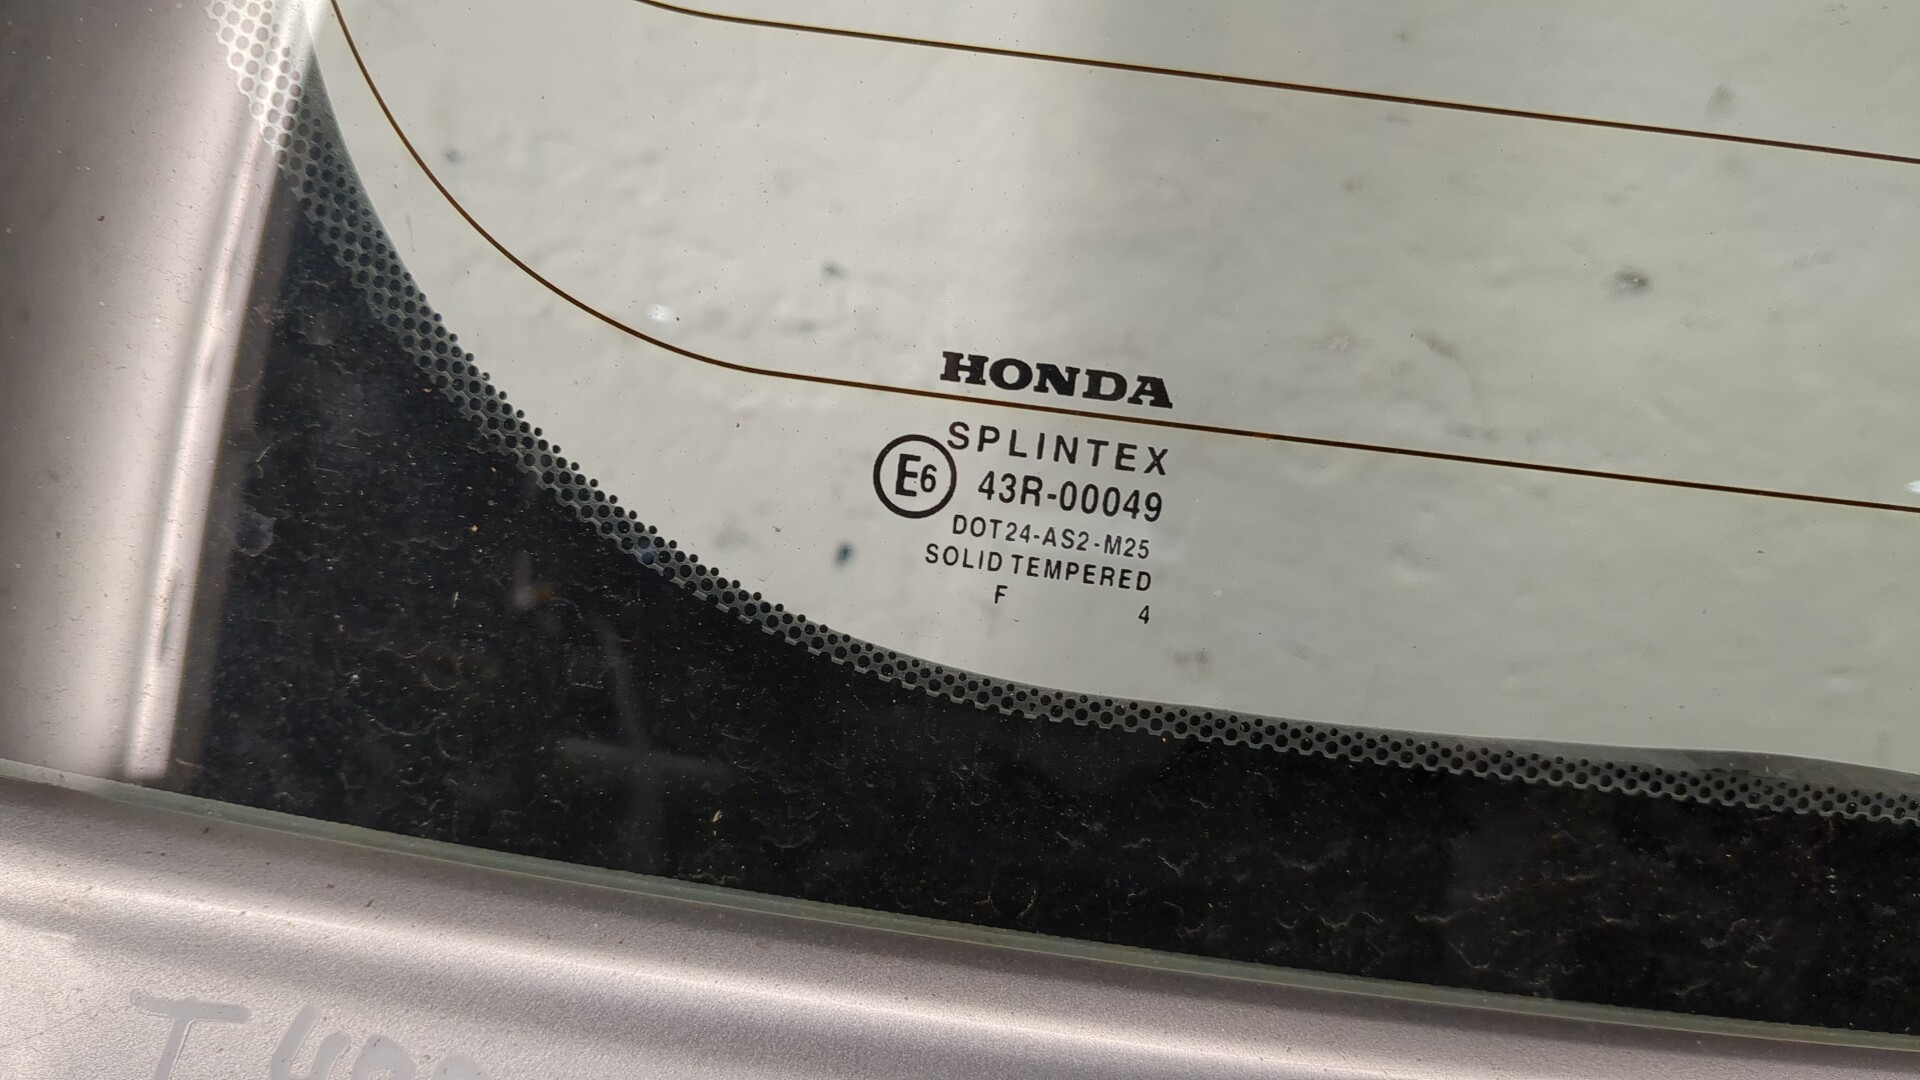 HONDA
SPLINTEX
E6 43R-00049
DOT24-AS2-M25
SOLID TEMPERED
F 4
T